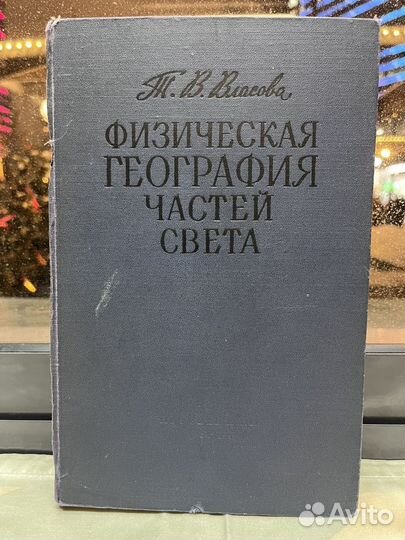 Т. В. Власова
ФИЗИЧЕСКАЯ
ГЕОГРАФИЯ
ЧАСТЕЙ
СВЕТА
Avito